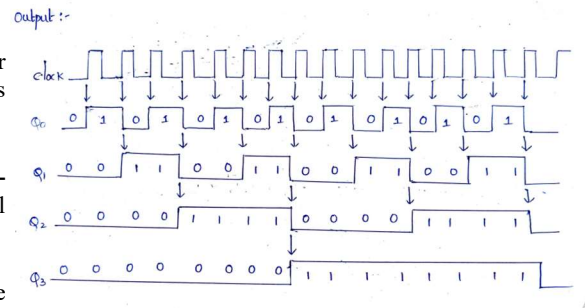 Output :-
r
clock
s
Q0 0 1 0 1 0 1 0 1 0 1 0 1 0 1 0 1
Q1 0 0 1 1 0 0 1 1 0 0 1 1 0 0 1 1
l
Q2 0 0 0 0 1 1 1 1 0 0 0 0 1 1 1 1
Q3 0 0 0 0 0 0 0 0 1 1 1 1 1 1 1 1
e